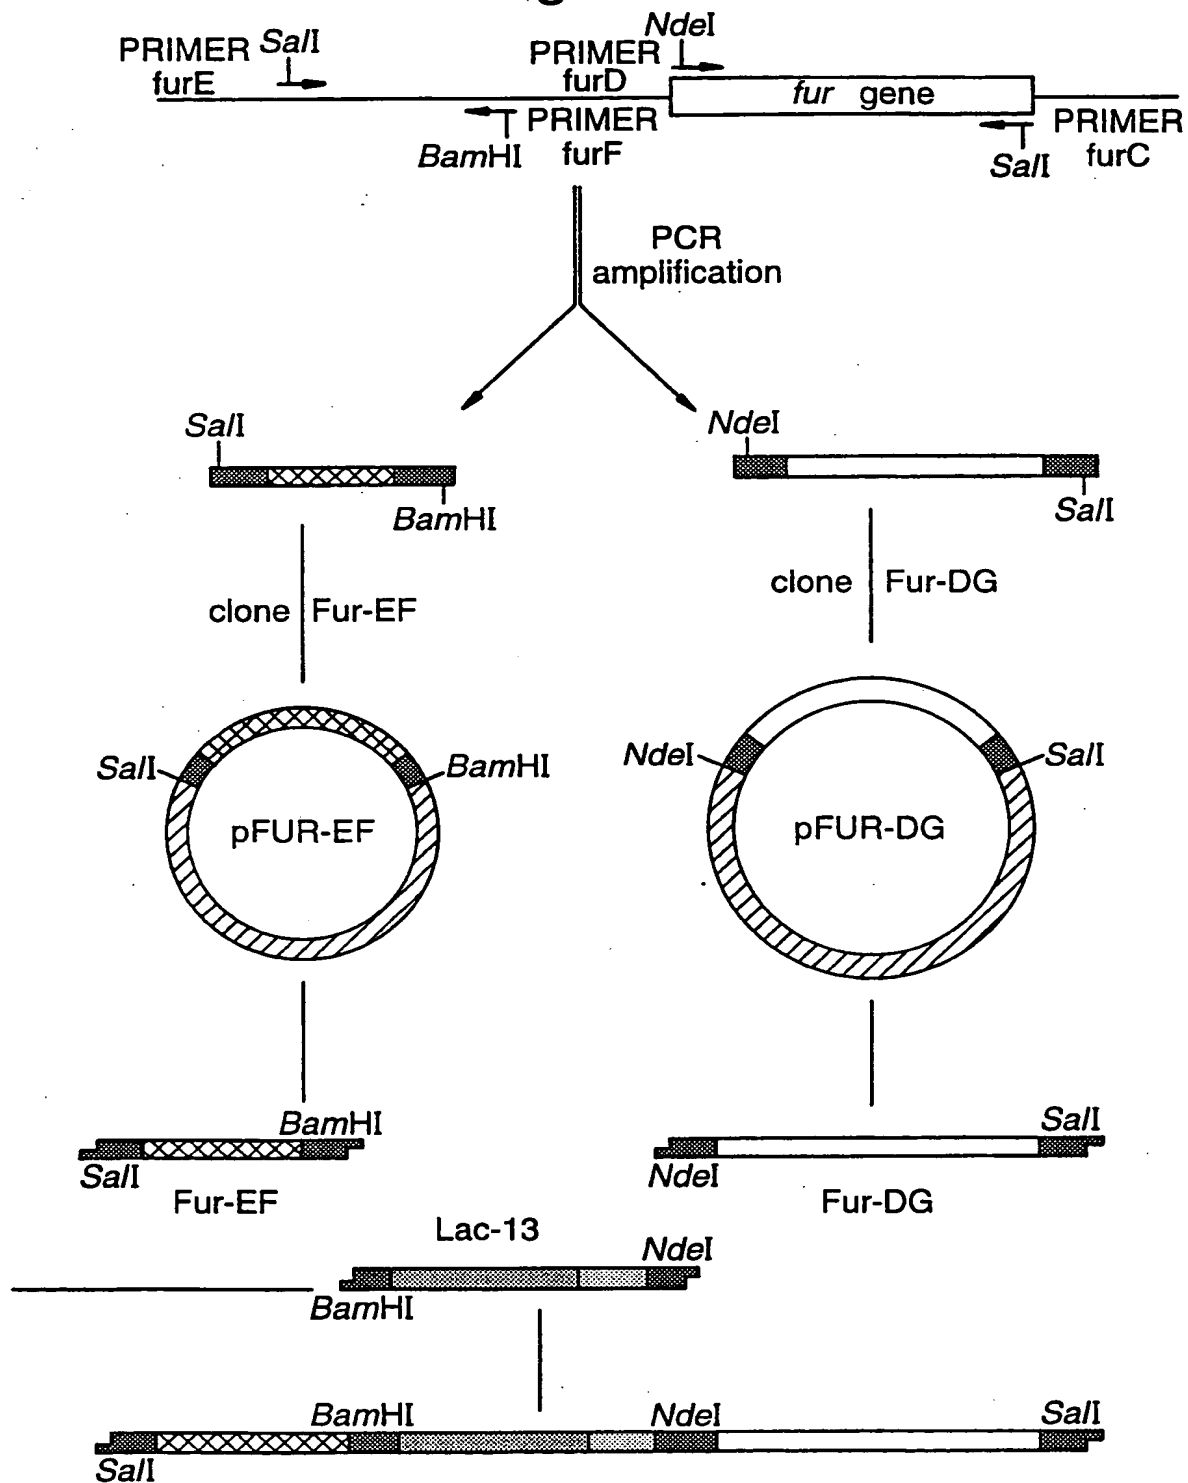 NdeI
PRIMER SalI
furE
PRIMER
furD
fur gene
PRIMER
furF
BamHI
PRIMER
furC
SalI
PCR
amplification
SalI
BamHI
NdeI
SalI
clone Fur-EF
clone Fur-DG
SalI
BamHI
pFUR-EF
NdeI
SalI
pFUR-DG
BamHI
SalI
Fur-EF
SalI
NdeI
Fur-DG
Lac-13
NdeI
BamHI
BamHI
NdeI
SalI
SalI